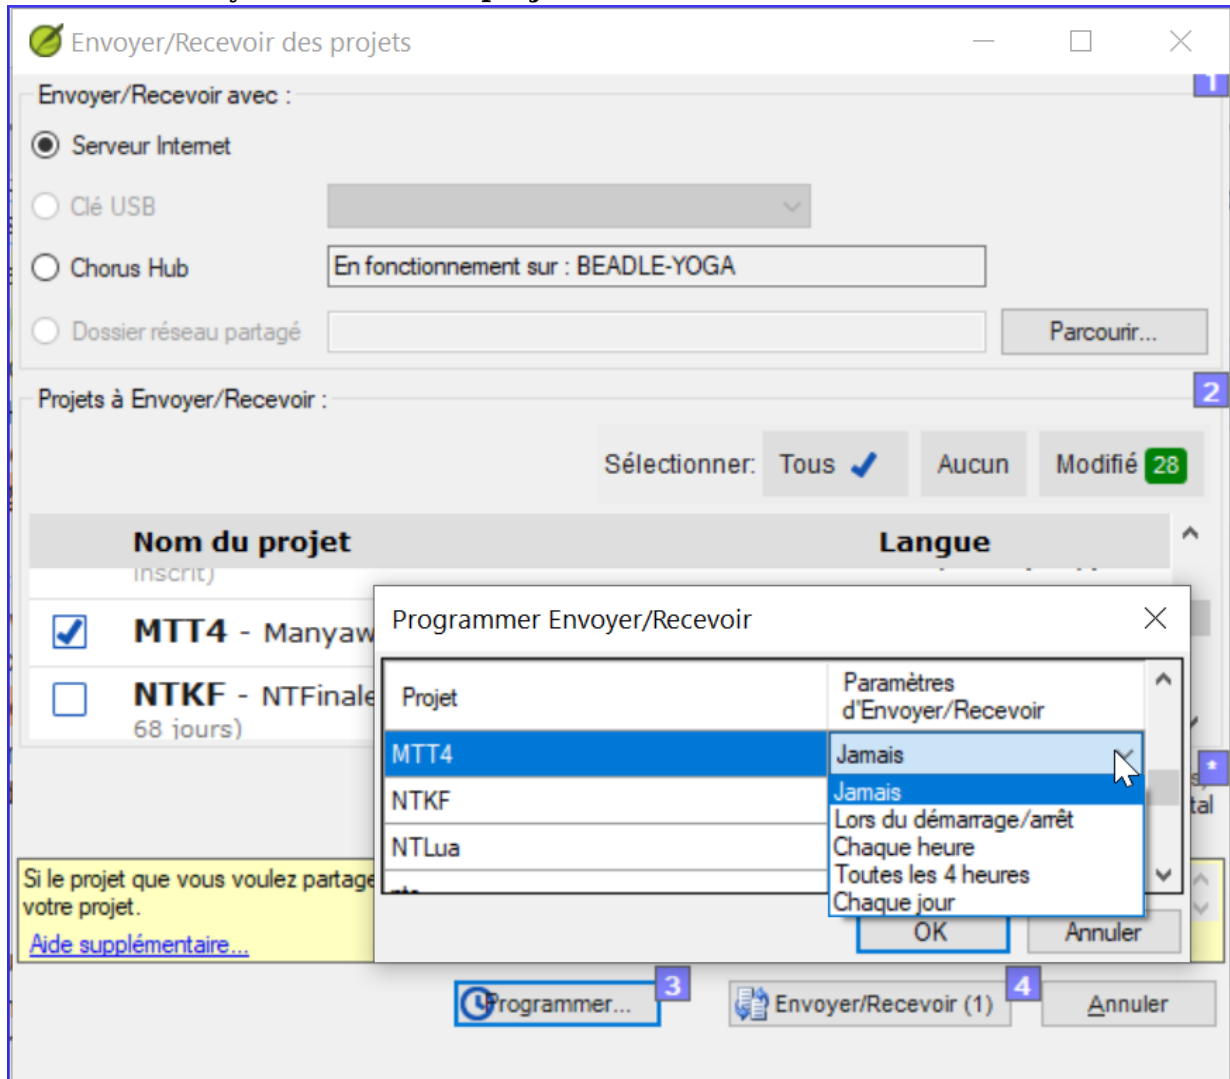 Envoyer/Recevoir des projets
1
Envoyer/Recevoir avec :
Serveur Internet
Clé USB
Chorus Hub
En fonctionnement sur : BEADLE-YOGA
Dossier réseau partagé
Parcourir...
Projets à Envoyer/Recevoir :
2
Sélectionner: Tous Aucun Modifié 28
Nom du projet Langue
inscrit)
MTT4 - Manyaw
NTKF - NTFinale
68 jours)
Programmer Envoyer/Recevoir
Projet
Paramètres
d'Envoyer/Recevoir
MTT4 Jamais
NTKF
NTLua
Jamais
Lors du démarrage/arrêt
Chaque heure
Toutes les 4 heures
Chaque jour
OK Annuler
*
s,
tal
Si le projet que vous voulez partage
votre projet.
Aide supplémentaire...
Programmer... 3
Envoyer/Recevoir (1) 4
Annuler